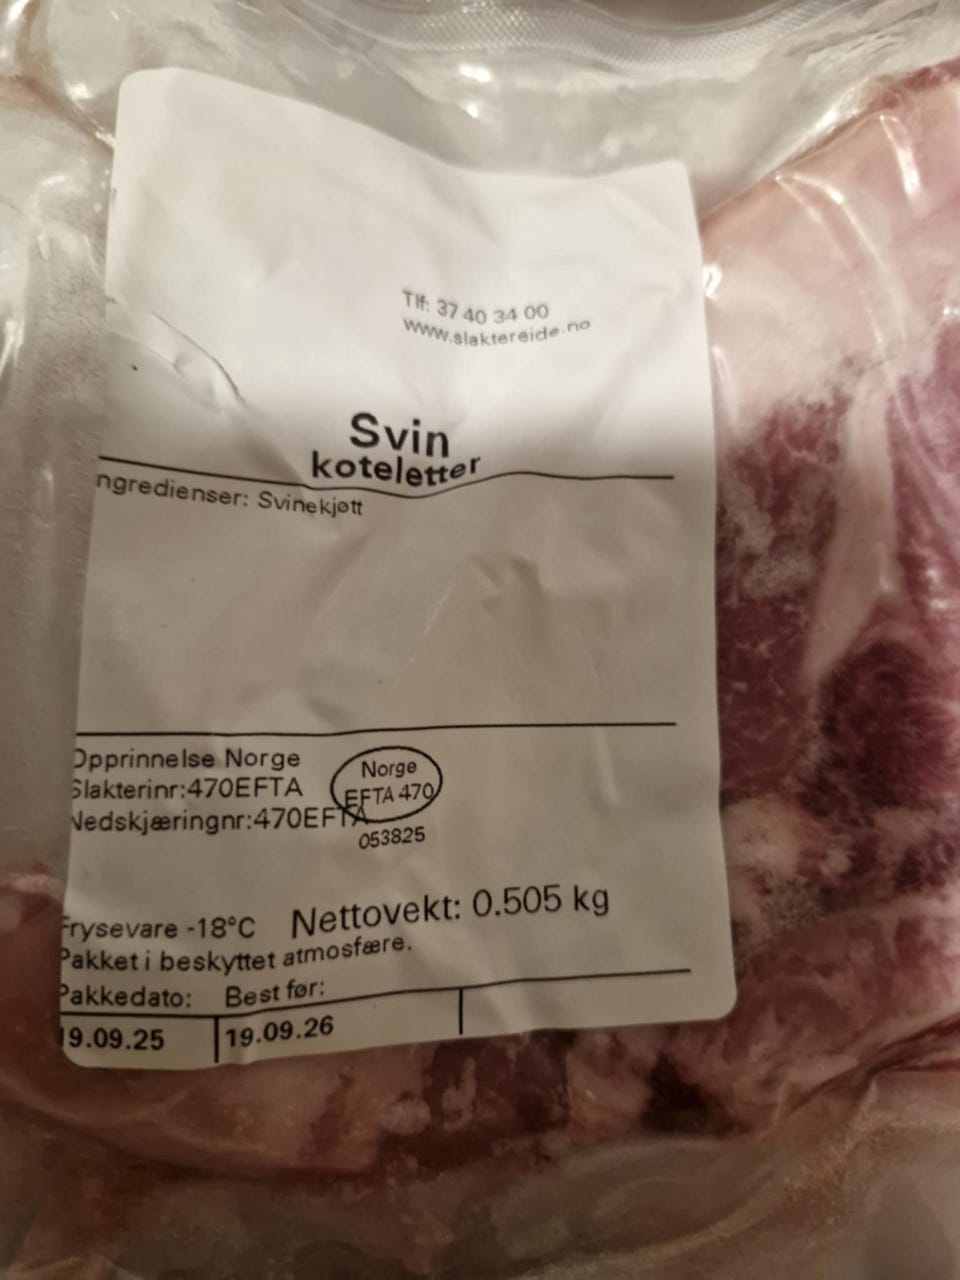 Tlf: 37 40 34 00
www.slaktereide.no
Svin
koteletter
ngredienser: Svinekjøtt
Opprinnelse Norge
Slakterinr:470EFTA
Nedskjæringnr:470EFTA
Norge
EFTA 470
053825
Frysevare -18°C Nettovekt: 0.505 kg
Pakket i beskyttet atmosfære.
Pakkedato: Best før:
19.09.25 19.09.26